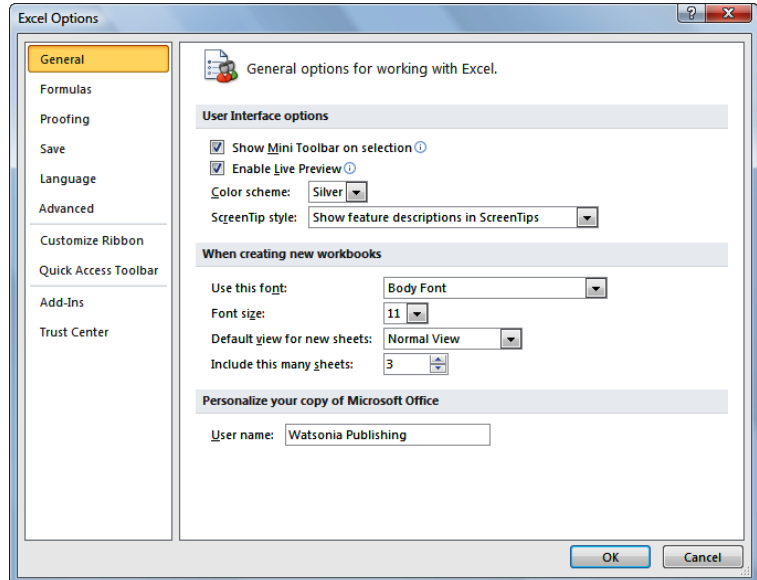 Excel Options
General
Formulas
Proofing
Save
Language
Advanced
Customize Ribbon
Quick Access Toolbar
Add-Ins
Trust Center
General options for working with Excel.
User Interface options
Show Mini Toolbar on selection
Enable Live Preview
Color scheme: Silver
ScreenTip style: Show feature descriptions in ScreenTips
When creating new workbooks
Use this font: Body Font
Font size: 11
Default view for new sheets: Normal View
Include this many sheets: 3
Personalize your copy of Microsoft Office
User name: Watsonia Publishing
OK Cancel